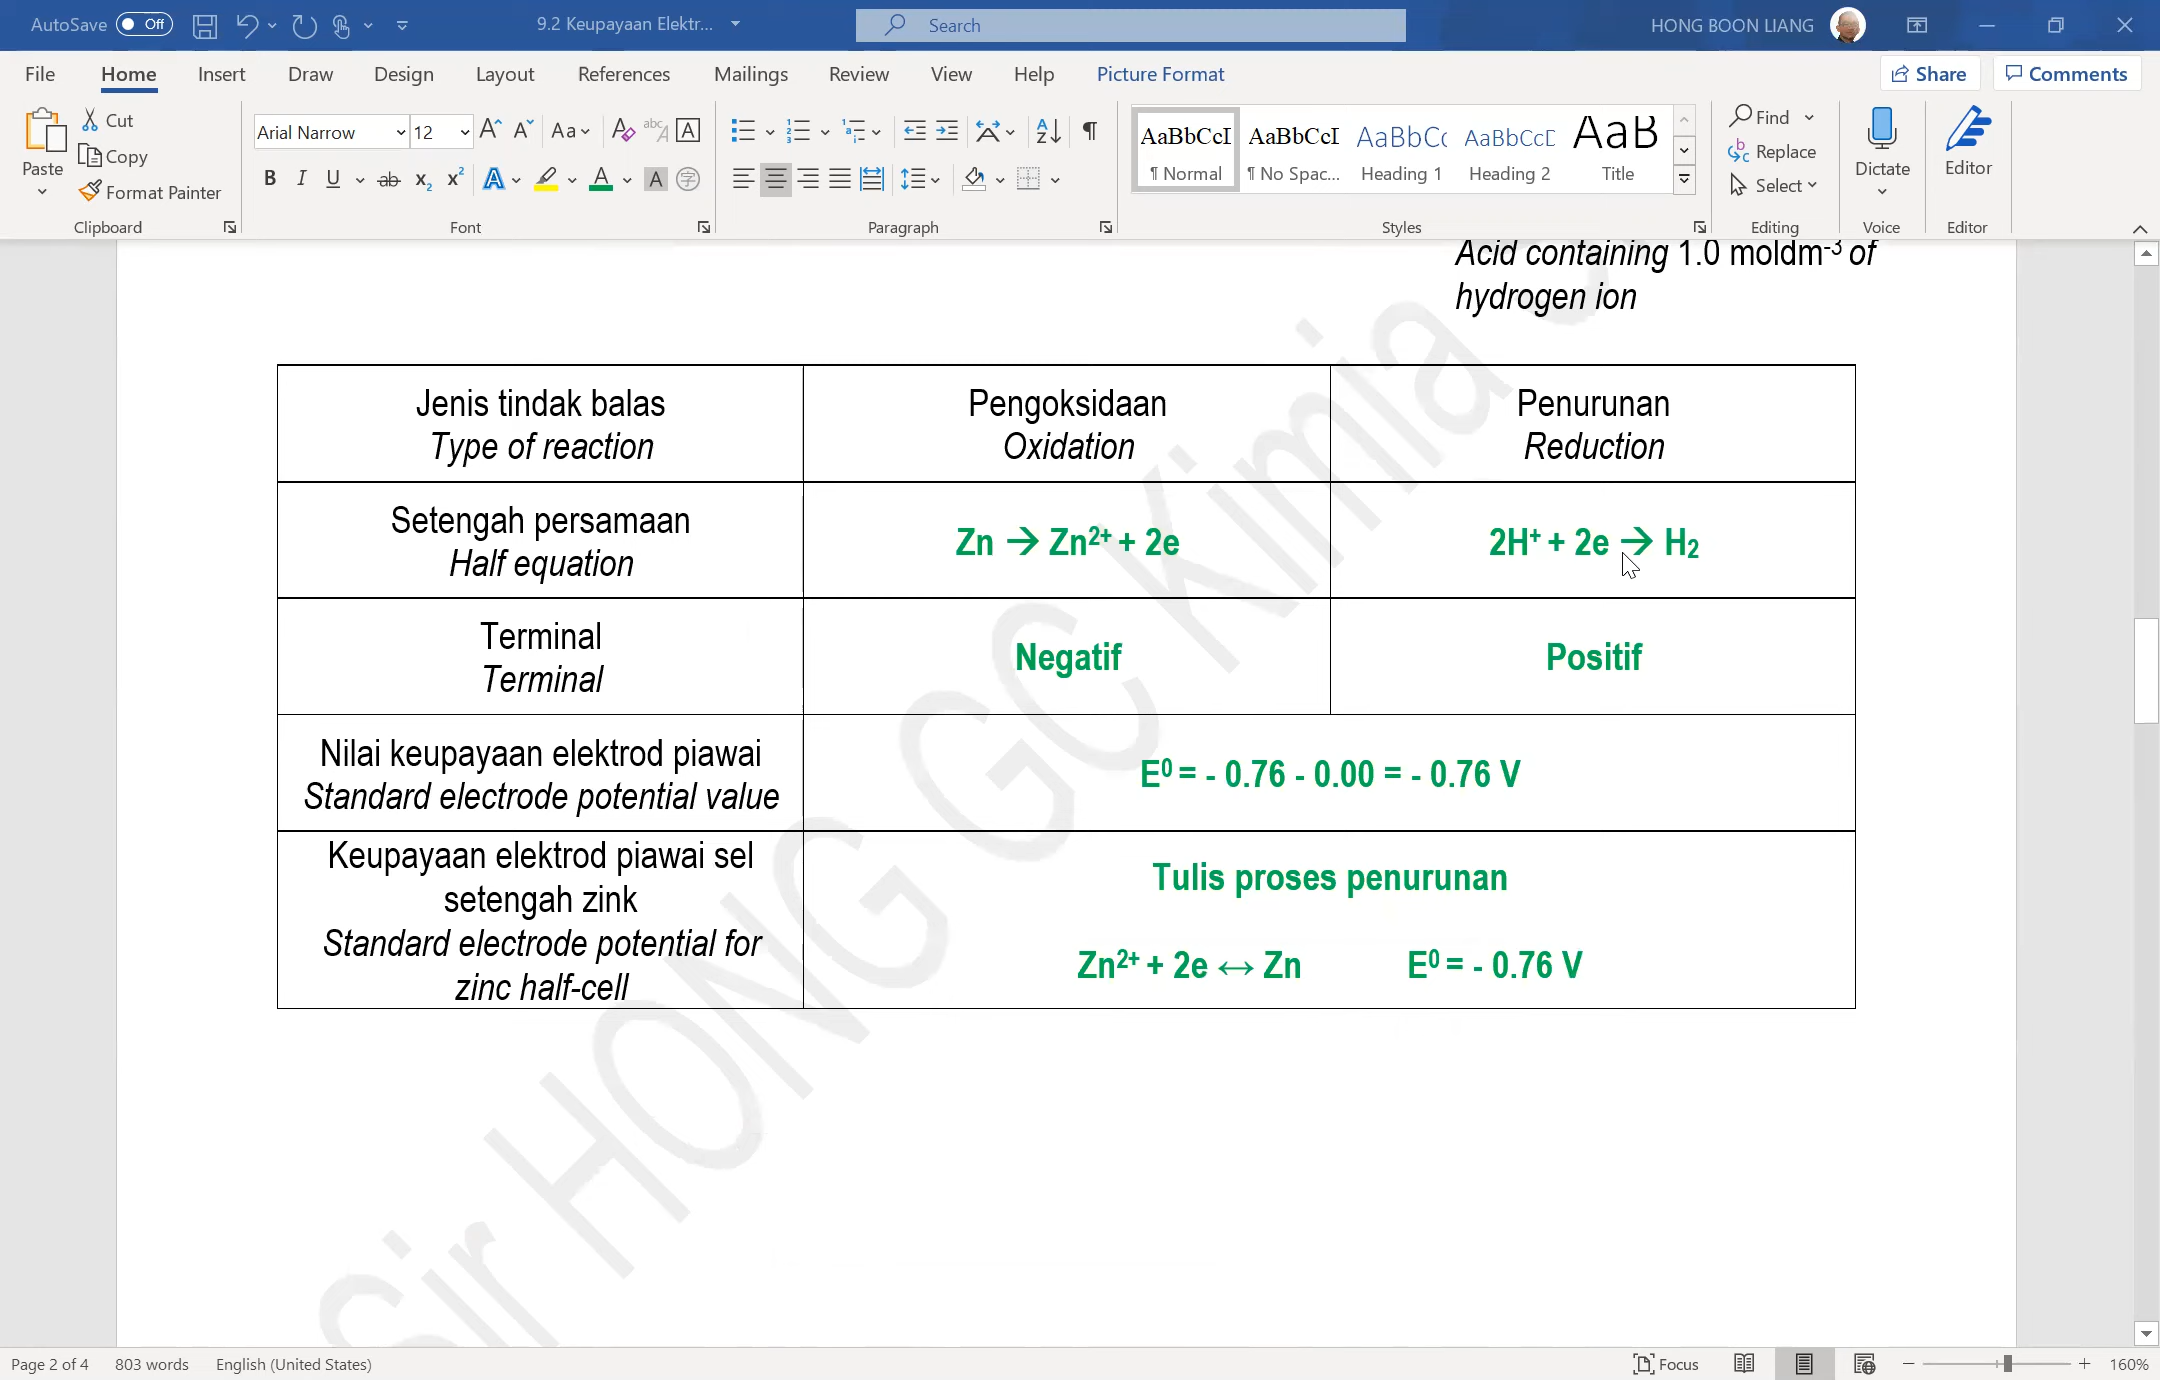 AutoSave Off 9.2 Keupayaan Elektr... Search HONG BOON LIANG
File Home Insert Draw Design Layout References Mailings Review View Help Picture Format Share Comments
Paste Cut Copy Format Painter
Clipboard
Arial Narrow 12
Font
Paragraph
AaBbCcI AaBbCcI AaBbCc AaBbCcD AaB
¶ Normal ¶ No Spac... Heading 1 Heading 2 Title
Styles
Find
Replace
Select
Editing
Dictate
Voice
Editor
Editor
Acid containing 1.0 moldm⁻³ of
hydrogen ion
Jenis tindak balas
Type of reaction
Pengoksidaan
Oxidation
Penurunan
Reduction
Setengah persamaan
Half equation
Zn → Zn²⁺ + 2e
2H⁺ + 2e → H₂
Terminal
Terminal
Negatif
Positif
Nilai keupayaan elektrod piawai
Standard electrode potential value
E⁰ = - 0.76 - 0.00 = - 0.76 V
Keupayaan elektrod piawai sel
setengah zink
Standard electrode potential for
zinc half-cell
Tulis proses penurunan
Zn²⁺ + 2e ↔ Zn E⁰ = - 0.76 V
Sir HONG GC Kimia
Page 2 of 4 803 words English (United States) Focus 160%